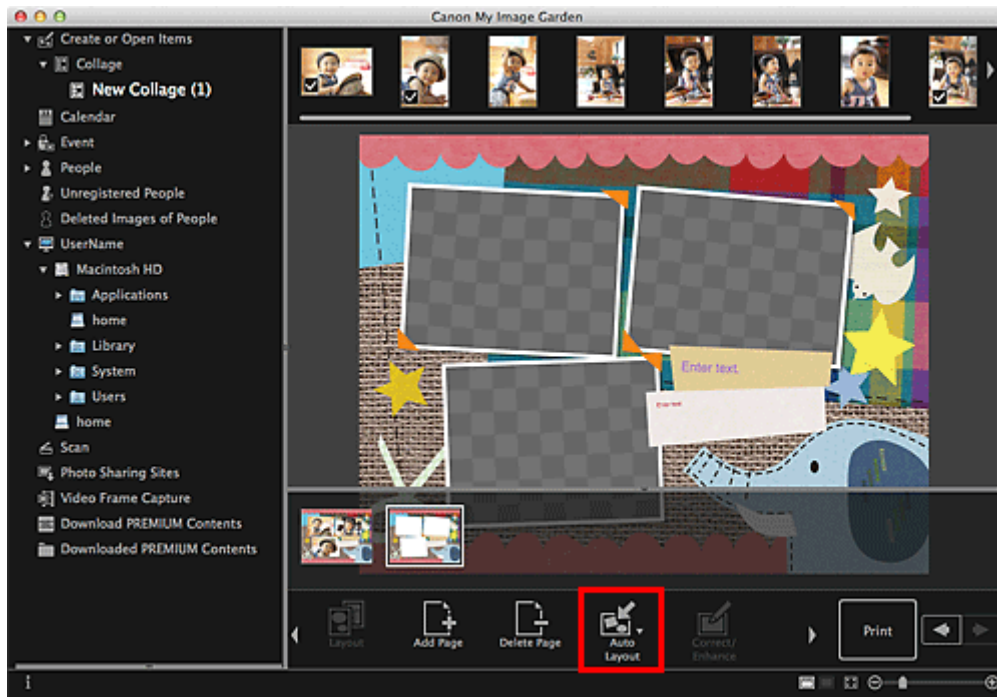 Canon My Image Garden
Create or Open Items
Collage
New Collage (1)
Calendar
Event
People
Unregistered People
Deleted Images of People
UserName
Macintosh HD
Applications
home
Library
System
Users
home
Scan
Photo Sharing Sites
Video Frame Capture
Download PREMIUM Contents
Downloaded PREMIUM Contents
Enter text.
Enter text
Layout
Add Page
Delete Page
Auto
Layout
Correct/
Enhance
Print